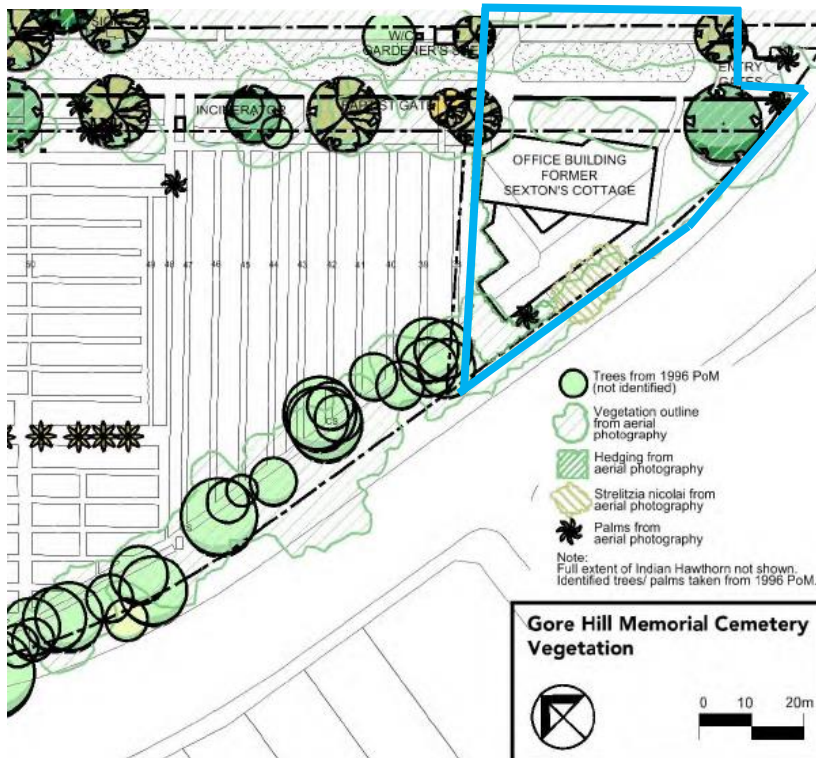 W/C
GARDENER'S
ENTRY
GATES
INCINERATOR
OFFICE BUILDING
FORMER
SEXTON'S COTTAGE
50
49
48
47
46
45
44
43
42
41
40
39
CS
Trees from 1996 PoM
(not identified)
Vegetation outline
from aerial
photography
Hedging from
aerial photography
Strelitzia nicolai from
aerial photography
Palms from
aerial photography
Note:
Full extent of Indian Hawthorn not shown.
Identified trees/ palms taken from 1996 PoM.
Gore Hill Memorial Cemetery
Vegetation
0 10 20m